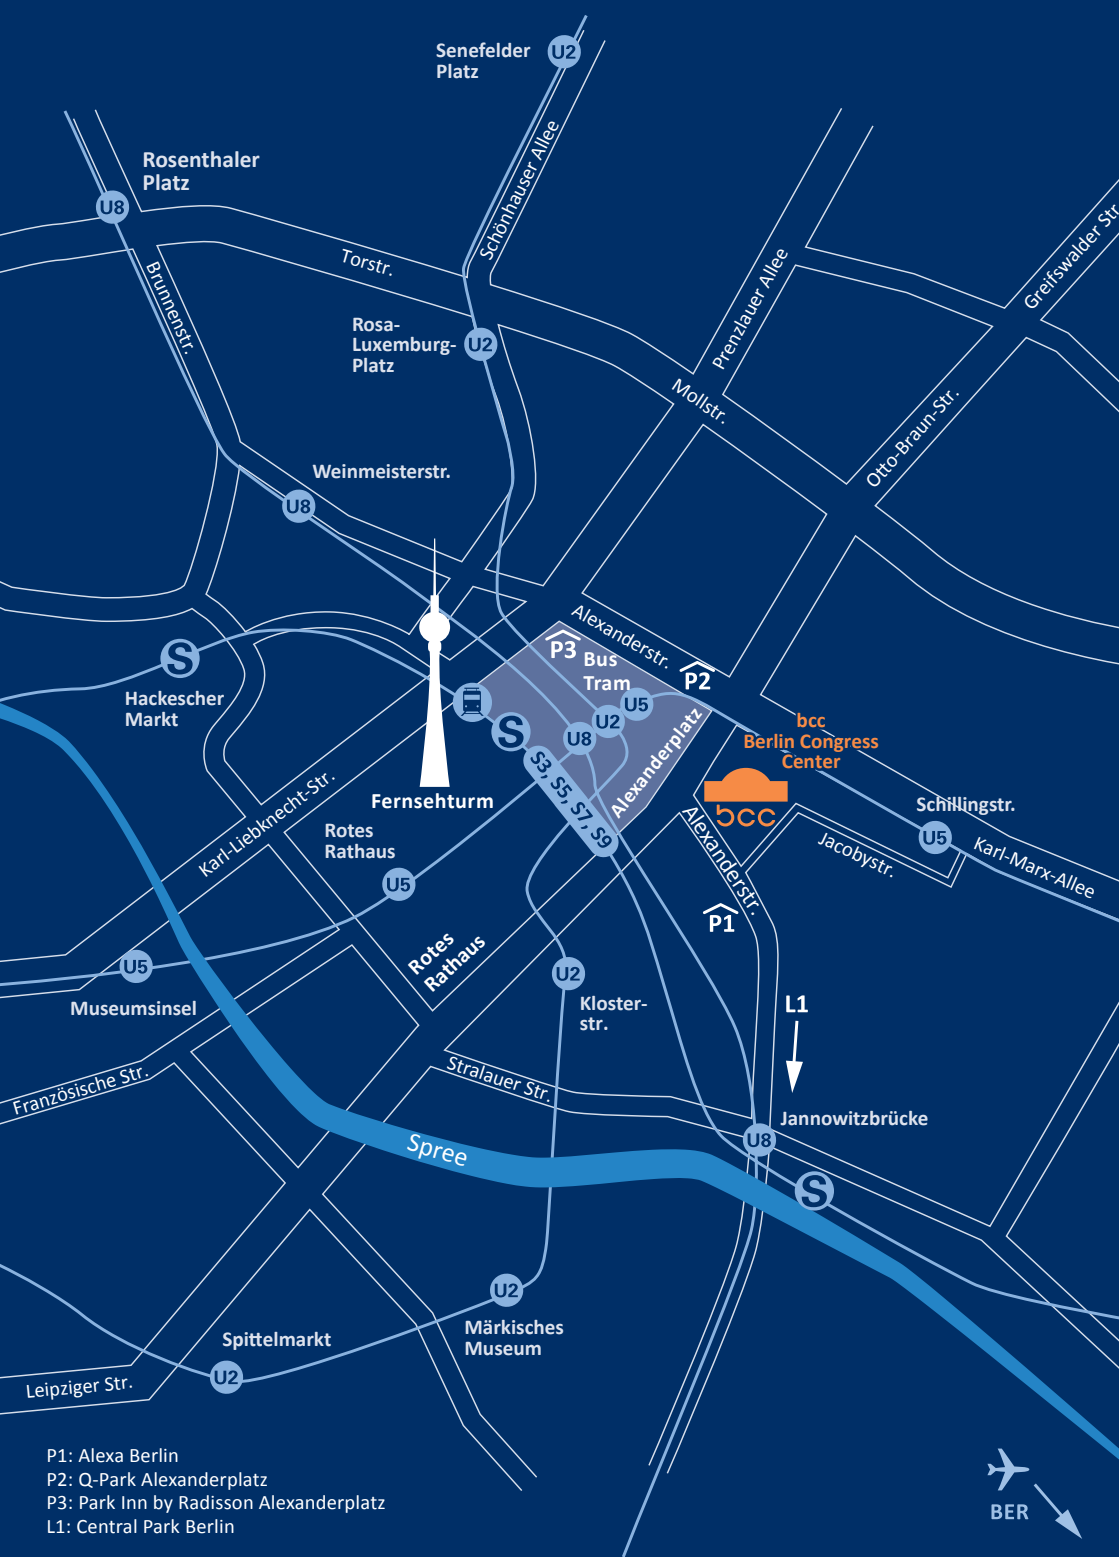 Senefelder
Platz
U2
Schönhauser Allee
Rosenthaler
Platz
U8
Torstr.
Brunnenstr.
Rosa-
Luxemburg-
Platz
U2
Prenzlauer Allee
Greifswalder Str.
Mollstr.
Otto-Braun-Str.
Weinmeisterstr.
U8
Alexanderstr.
P3
Bus
Tram
P2
S
Hackescher
Markt
U5
U2
U8
S
S3, S5, S7, S9
Alexanderplatz
bcc
Berlin Congress
Center
bcc
Fernsehturm
Karl-Liebknecht-Str.
Rotes
Rathaus
U5
Schillingstr.
U5
Karl-Marx-Allee
Jacobystr.
Alexanderstr.
P1
Rotes
Rathaus
U5
Museumsinsel
U2
Kloster-
str.
L1
Französische Str.
Stralauer Str.
Jannowitzbrücke
U8
S
Spree
U2
Märkisches
Museum
Spittelmarkt
U2
Leipziger Str.
P1: Alexa Berlin
P2: Q-Park Alexanderplatz
P3: Park Inn by Radisson Alexanderplatz
L1: Central Park Berlin
BER